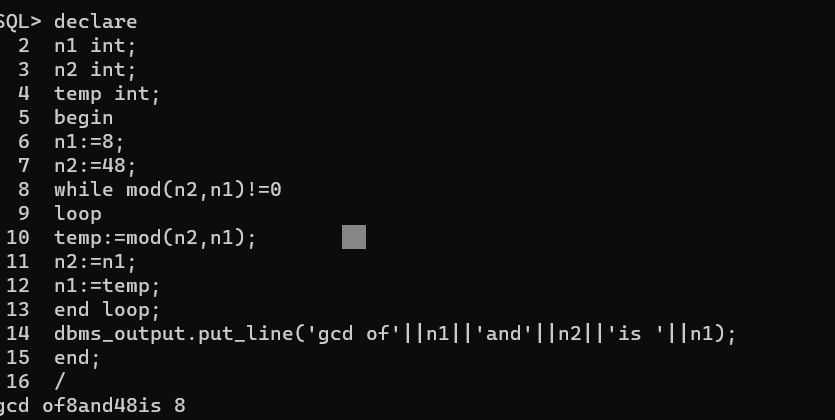 SQL> declare
2 n1 int;
3 n2 int;
4 temp int;
5 begin
6 n1:=8;
7 n2:=48;
8 while mod(n2,n1)!=0
9 loop
10 temp:=mod(n2,n1);
11 n2:=n1;
12 n1:=temp;
13 end loop;
14 dbms_output.put_line('gcd of'||n1||'and'||n2||'is '||n1);
15 end;
16 /
gcd of8and48is 8